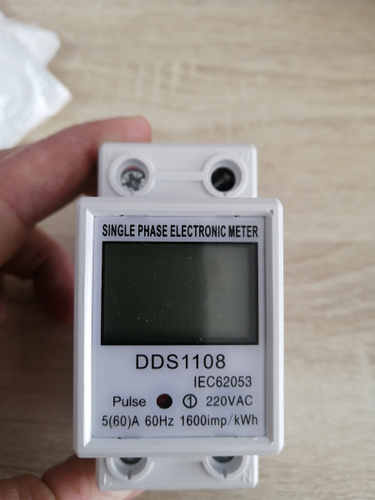 SINGLE PHASE ELECTRONIC METER
DDS1108
IEC62053
Pulse ① 220VAC
5(60)A 60Hz 1600imp/kWh